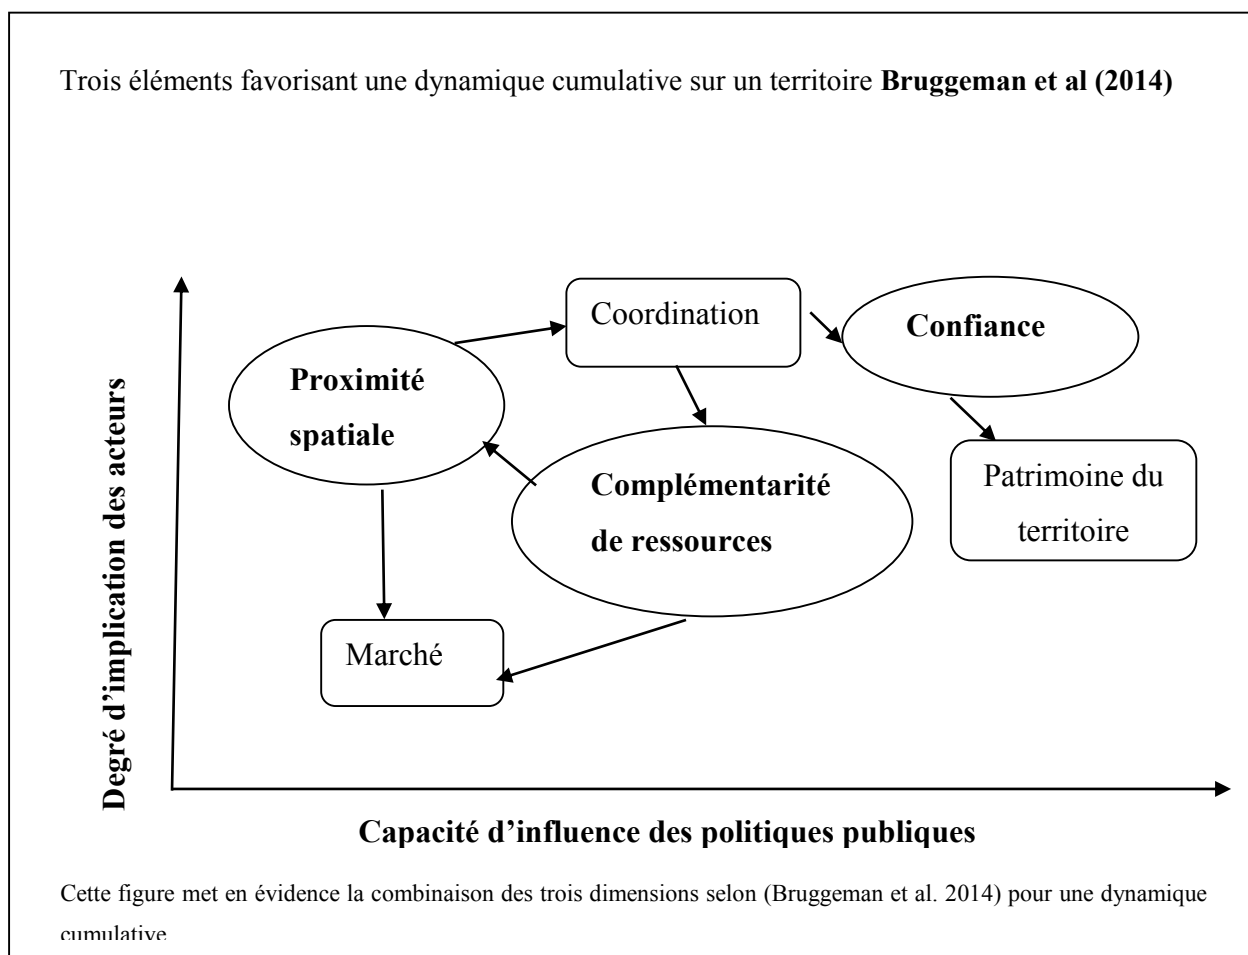 Trois éléments favorisant une dynamique cumulative sur un territoire Bruggeman et al (2014)
Coordination
Confiance
Proximité
spatiale
Complémentarité
de ressources
Patrimoine du
territoire
Marché
Degré d’implication des acteurs
Capacité d’influence des politiques publiques
Cette figure met en évidence la combinaison des trois dimensions selon (Bruggeman et al. 2014) pour une dynamique
cumulative